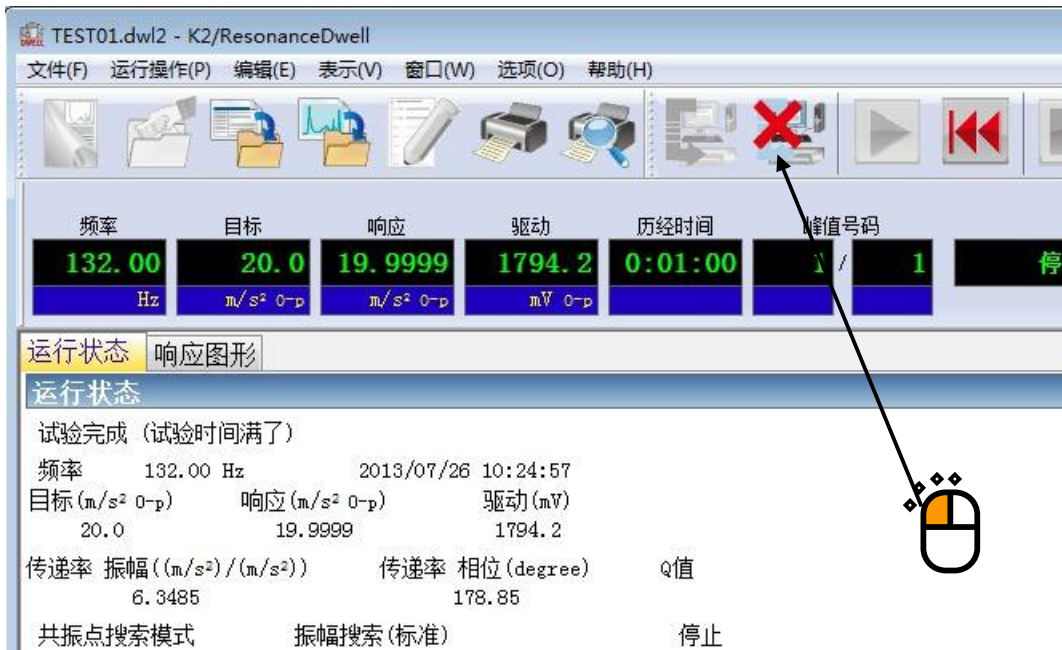 TEST01.dwl2 - K2/ResonanceDwell
文件(F) 运行操作(P) 编辑(E) 表示(V) 窗口(W) 选项(O) 帮助(H)
频率 目标 响应 驱动 历经时间 峰值号码
132.00 20.0 19.9999 1794.2 0:01:00 1 / 1 停
Hz m/s² 0-p m/s² 0-p mV 0-p
运行状态 响应图形
运行状态
试验完成 (试验时间满了)
频率 132.00 Hz 2013/07/26 10:24:57
目标(m/s² 0-p) 响应(m/s² 0-p) 驱动(mV)
20.0 19.9999 1794.2
传递率 振幅((m/s²)/(m/s²)) 传递率 相位(degree) Q值
6.3485 178.85
共振点搜索模式 振幅搜索(标准) 停止